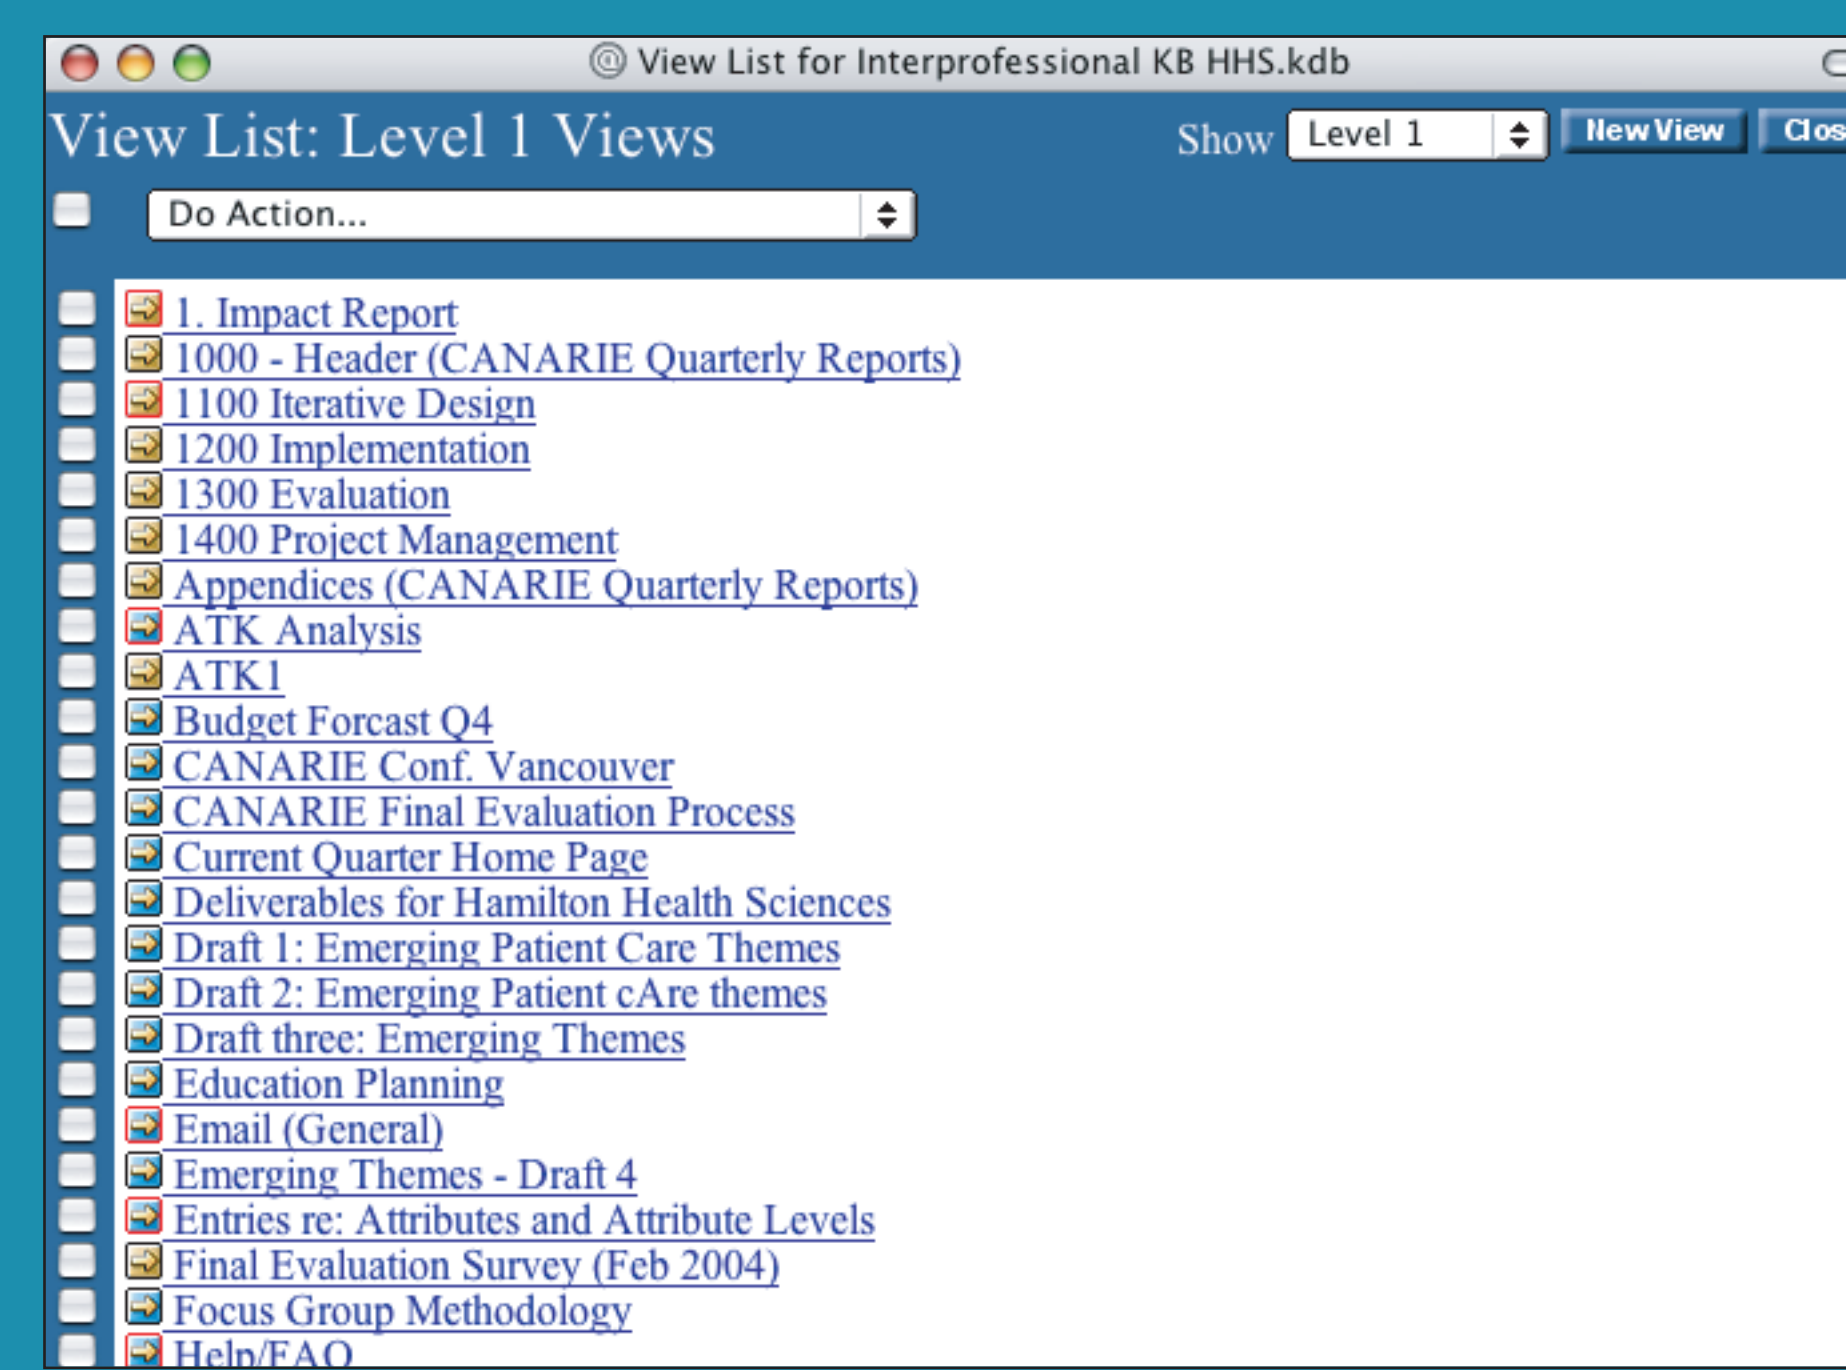 View List for Interprofessional KB HHS.kdb
View List: Level 1 Views Show Level 1 New View
Do Action...
1. Impact Report
1000 - Header (CANARIE Quarterly Reports)
1100 Iterative Design
1200 Implementation
1300 Evaluation
1400 Project Management
Appendices (CANARIE Quarterly Reports)
ATK Analysis
ATK1
Budget Forcast Q4
CANARIE Conf. Vancouver
CANARIE Final Evaluation Process
Current Quarter Home Page
Deliverables for Hamilton Health Sciences
Draft 1: Emerging Patient Care Themes
Draft 2: Emerging Patient cAre themes
Draft three: Emerging Themes
Education Planning
Email (General)
Emerging Themes - Draft 4
Entries re: Attributes and Attribute Levels
Final Evaluation Survey (Feb 2004)
Focus Group Methodology
Help/FAQ